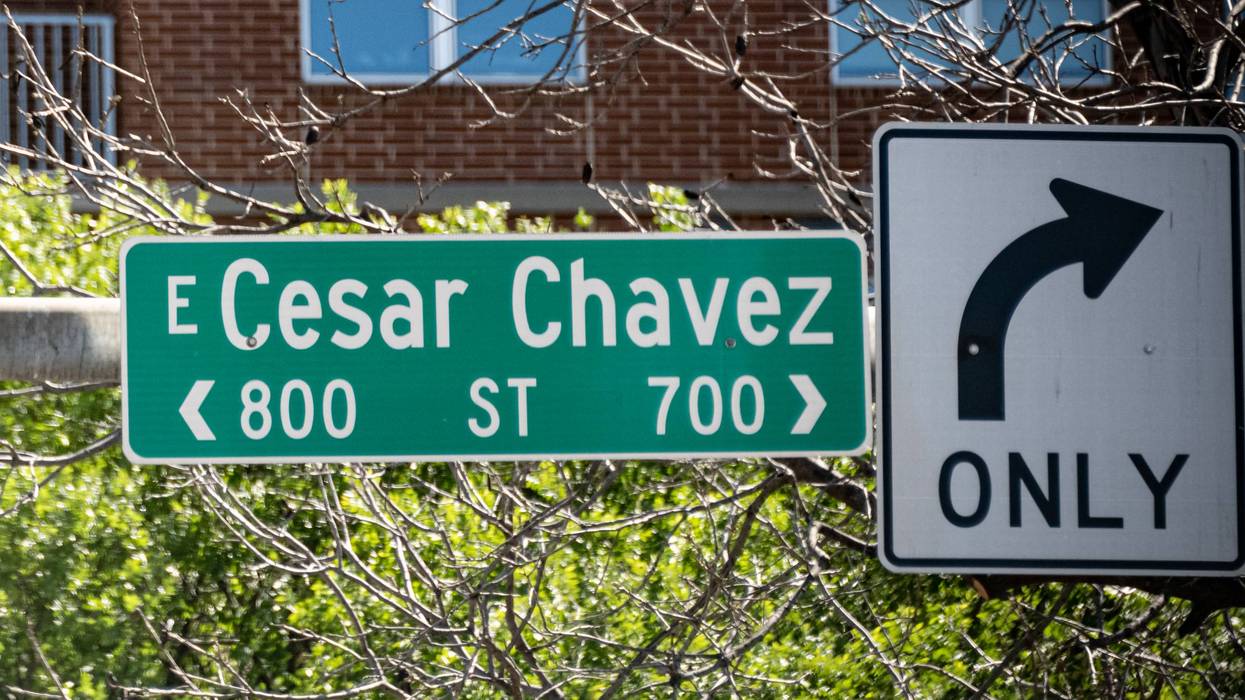 E Cesar Chavez
800 ST 700
ONLY